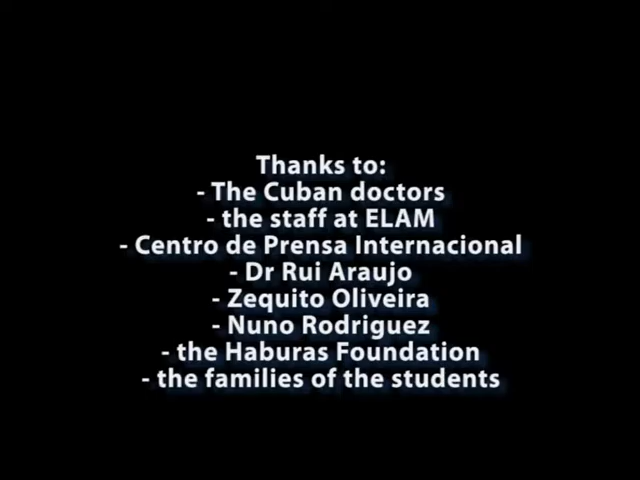 Thanks to:
- The Cuban doctors
- the staff at ELAM
- Centro de Prensa Internacional
- Dr Rui Araujo
- Zequito Oliveira
- Nuno Rodriguez
- the Haburas Foundation
- the families of the students